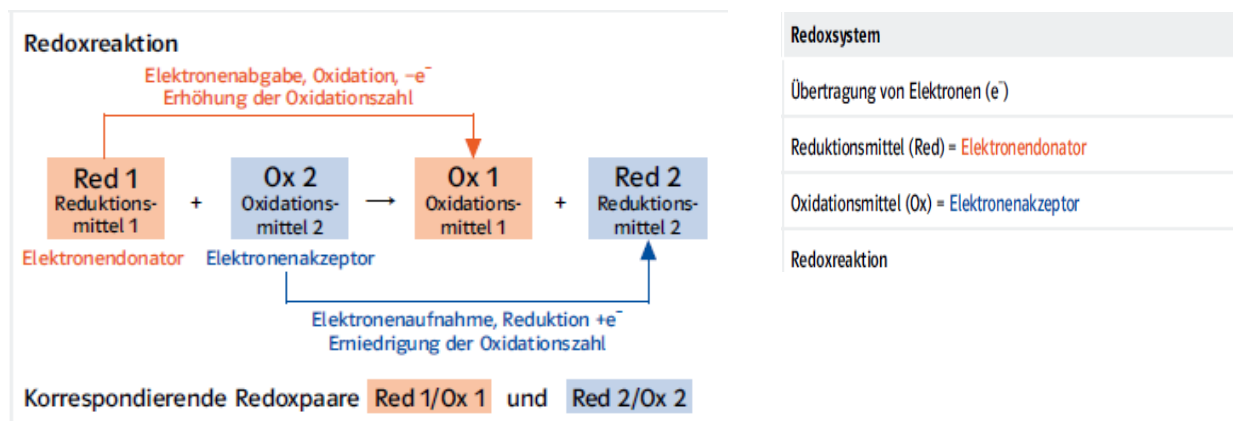 Redoxreaktion
Elektronenabgabe, Oxidation, −e⁻
Erhöhung der Oxidationszahl
Red 1
Reduktions-
mittel 1
+
Ox 2
Oxidations-
mittel 2
→
Ox 1
Oxidations-
mittel 1
+
Red 2
Reduktions-
mittel 2
Elektronendonator
Elektronenakzeptor
Elektronenaufnahme, Reduktion +e⁻
Erniedrigung der Oxidationszahl
Korrespondierende Redoxpaare Red 1/Ox 1 und Red 2/Ox 2
Redoxsystem
Übertragung von Elektronen (e⁻)
Reduktionsmittel (Red) = Elektronendonator
Oxidationsmittel (Ox) = Elektronenakzeptor
Redoxreaktion